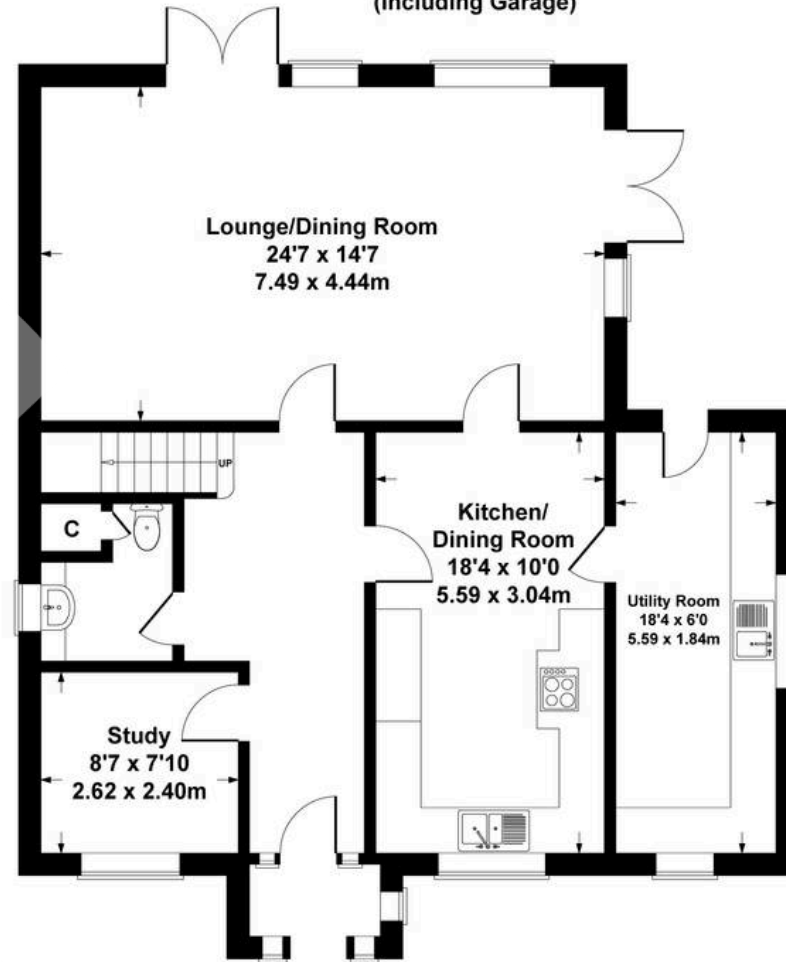 (Including Garage)
Lounge/Dining Room
24'7 x 14'7
7.49 x 4.44m
UP
C
Kitchen/
Dining Room
18'4 x 10'0
5.59 x 3.04m
Utility Room
18'4 x 6'0
5.59 x 1.84m
Study
8'7 x 7'10
2.62 x 2.40m